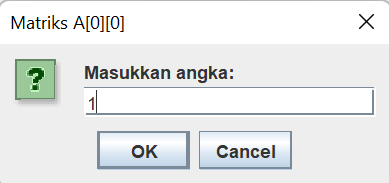 Matriks A[0][0]
?
Masukkan angka:
1
OK Cancel